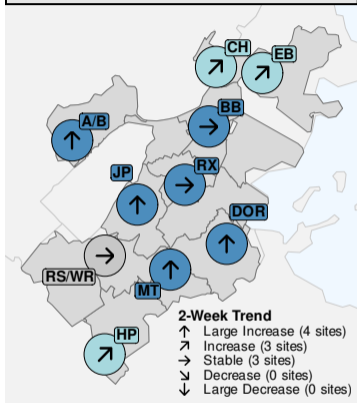 CH
EB
BB
A/B
RX
JP
DOR
RS/WR
MT
HP
2-Week Trend
↑ Large Increase (4 sites)
↗ Increase (3 sites)
→ Stable (3 sites)
↘ Decrease (0 sites)
↓ Large Decrease (0 sites)